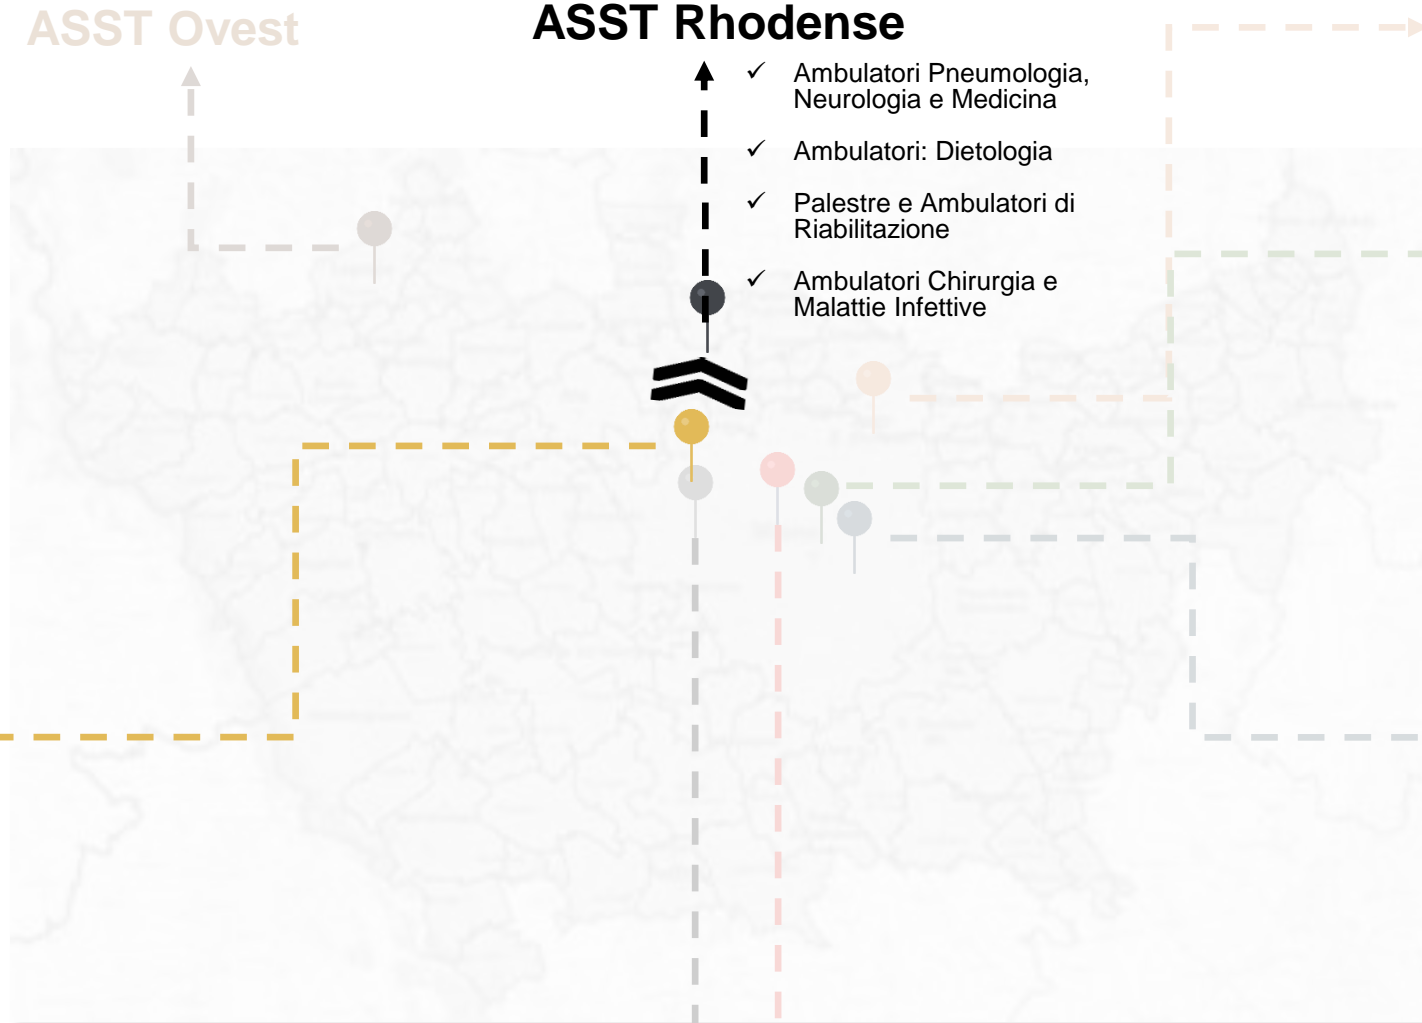 ASST Ovest
ASST Rhodense
✓ Ambulatori Pneumologia,
Neurologia e Medicina
✓ Ambulatori: Dietologia
✓ Palestre e Ambulatori di
Riabilitazione
✓ Ambulatori Chirurgia e
Malattie Infettive